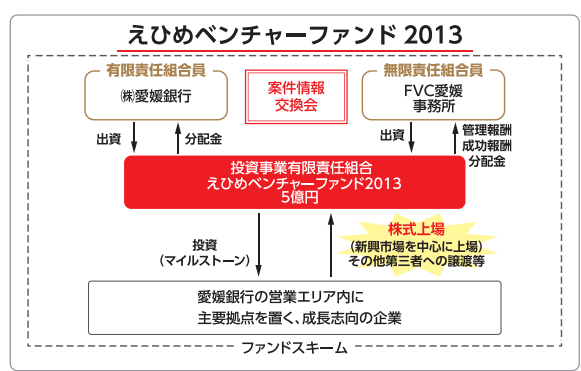 えひめベンチャーファンド 2013
有限責任組合員
㈱愛媛銀行
案件情報
交換会
無限責任組合員
FVC愛媛
事務所
出資
分配金
出資
管理報酬
成功報酬
分配金
投資事業有限責任組合
えひめベンチャーファンド2013
5億円
投資
（マイルストーン）
株式上場
（新興市場を中心に上場）
その他第三者への譲渡等
愛媛銀行の営業エリア内に
主要拠点を置く、成長志向の企業
ファンドスキーム